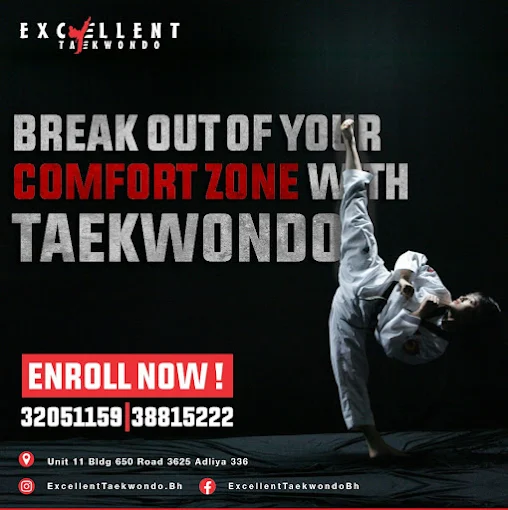 EXCELLENT
TAEKWONDO
BREAK OUT OF YOUR
COMFORT ZONE WITH
TAEKWONDO
ENROLL NOW !
32051159|38815222
Unit 11 Bldg 650 Road 3625 Adliya 336
ExcellentTaekwondo.Bh
ExcellentTaekwondoBh